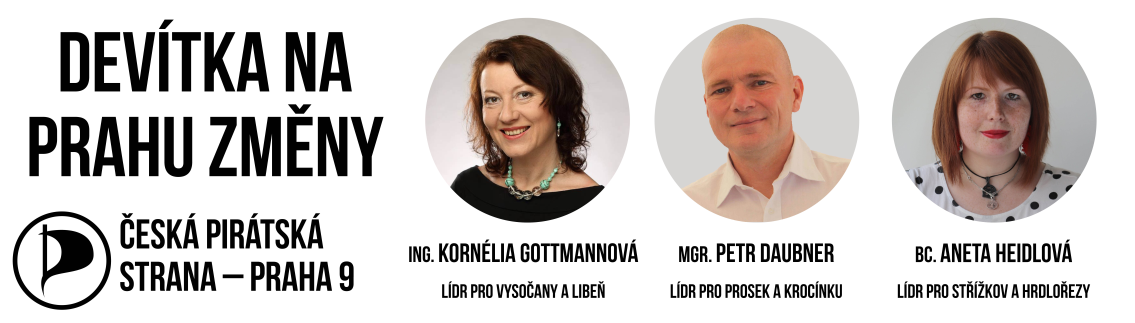 DEVÍTKA NA
PRAHU ZMĚNY
ČESKÁ PIRÁTSKÁ
STRANA – PRAHA 9
ING. KORNÉLIA GOTTMANNOVÁ
LÍDR PRO VYSOČANY A LIBEŇ
MGR. PETR DAUBNER
LÍDR PRO PROSEK A KROCÍNKU
BC. ANETA HEIDLOVÁ
LÍDR PRO STŘÍŽKOV A HRDLOŘEZY